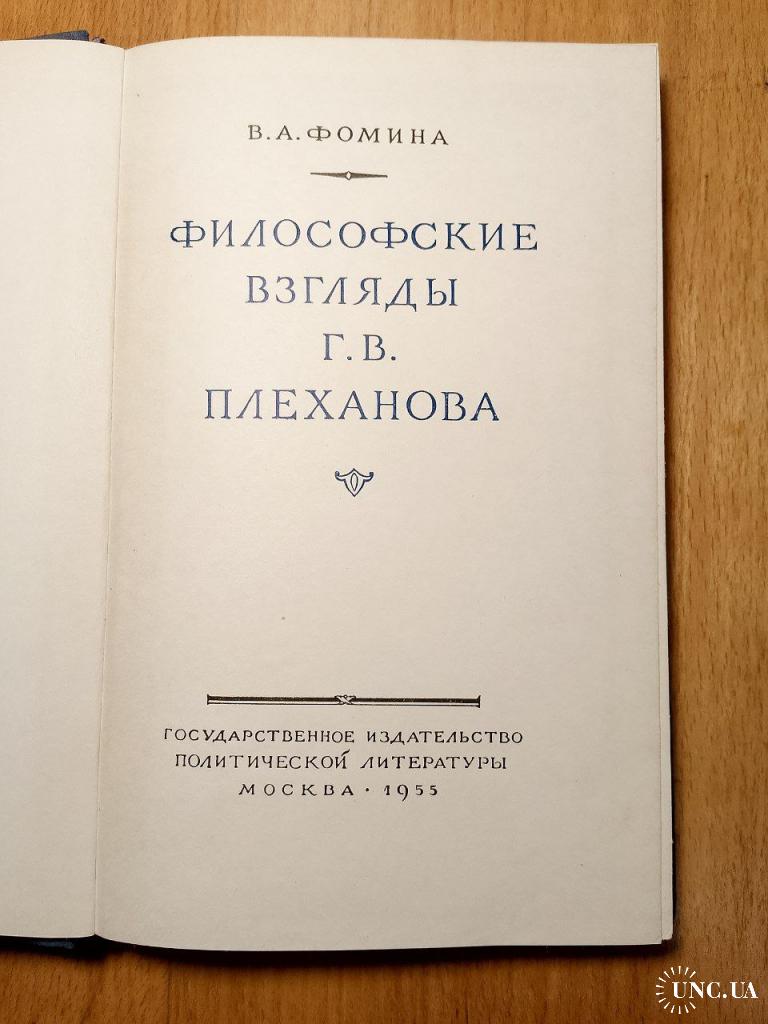 В. А. ФОМИНА
ФИЛОСОФСКИЕ
ВЗГЛЯДЫ
Г. В.
ПЛЕХАНОВА
ГОСУДАРСТВЕННОЕ ИЗДАТЕЛЬСТВО
ПОЛИТИЧЕСКОЙ ЛИТЕРАТУРЫ
МОСКВА · 1955
UNC.UA